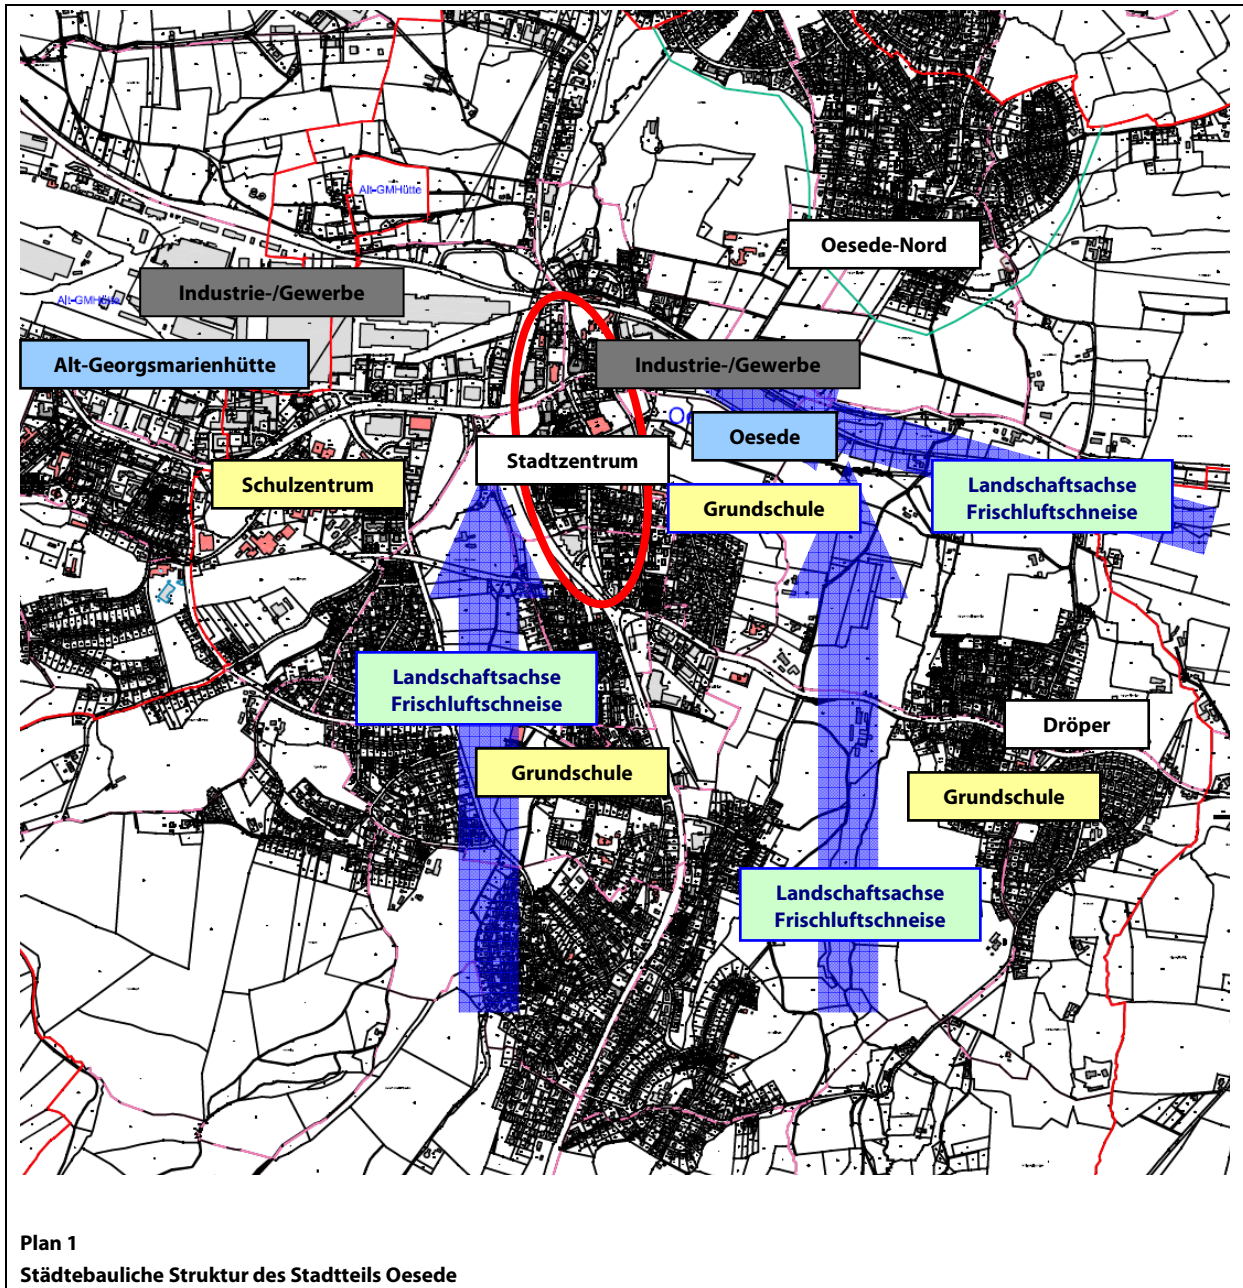 Alt-GMHütte
Oesede-Nord
Industrie-/Gewerbe
Alt-GMHütte
Alt-Georgsmarienhütte
Industrie-/Gewerbe
Oesede
Stadtzentrum
Schulzentrum
Grundschule
Landschaftsachse
Frischluftschneise
Landschaftsachse
Frischluftschneise
Dröper
Grundschule
Grundschule
Landschaftsachse
Frischluftschneise
Plan 1
Städtebauliche Struktur des Stadtteils Oesede